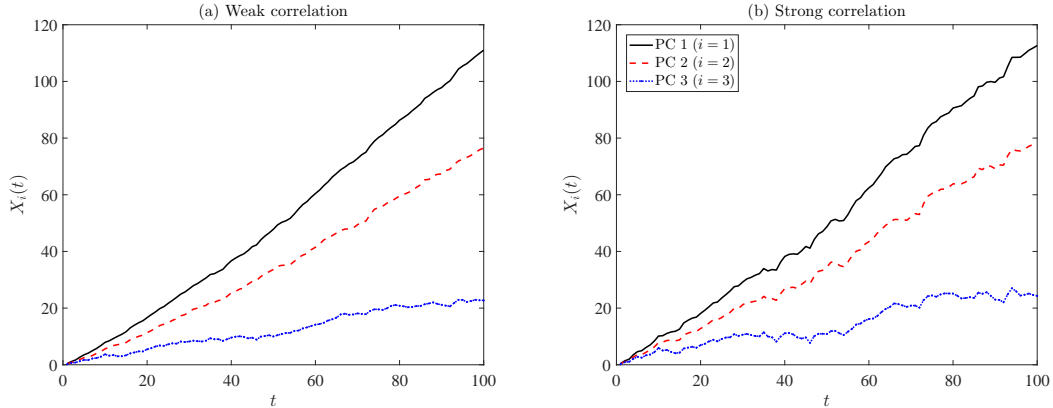 (a) Weak correlation
120
100
80
60
40
20
0
X_i(t)
0 20 40 60 80 100
t
(b) Strong correlation
PC 1 (i = 1)
PC 2 (i = 2)
PC 3 (i = 3)
120
100
80
60
40
20
0
X_i(t)
0 20 40 60 80 100
t